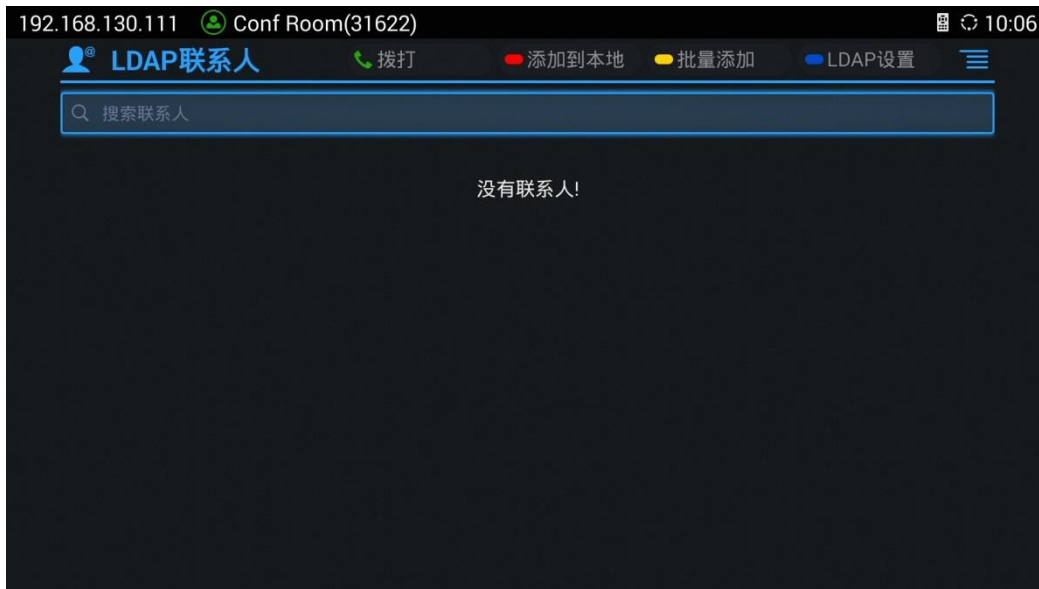 192.168.130.111 Conf Room(31622) 10:06
LDAP联系人 拨打 添加到本地 批量添加 LDAP设置
搜索联系人
没有联系人!